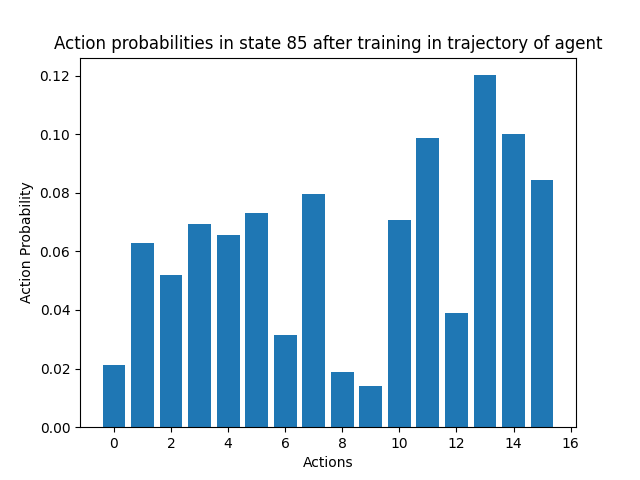 Action probabilities in state 85 after training in trajectory of agent
0.12
0.10
0.08
0.06
0.04
0.02
0.00
Action Probability
0 2 4 6 8 10 12 14 16
Actions